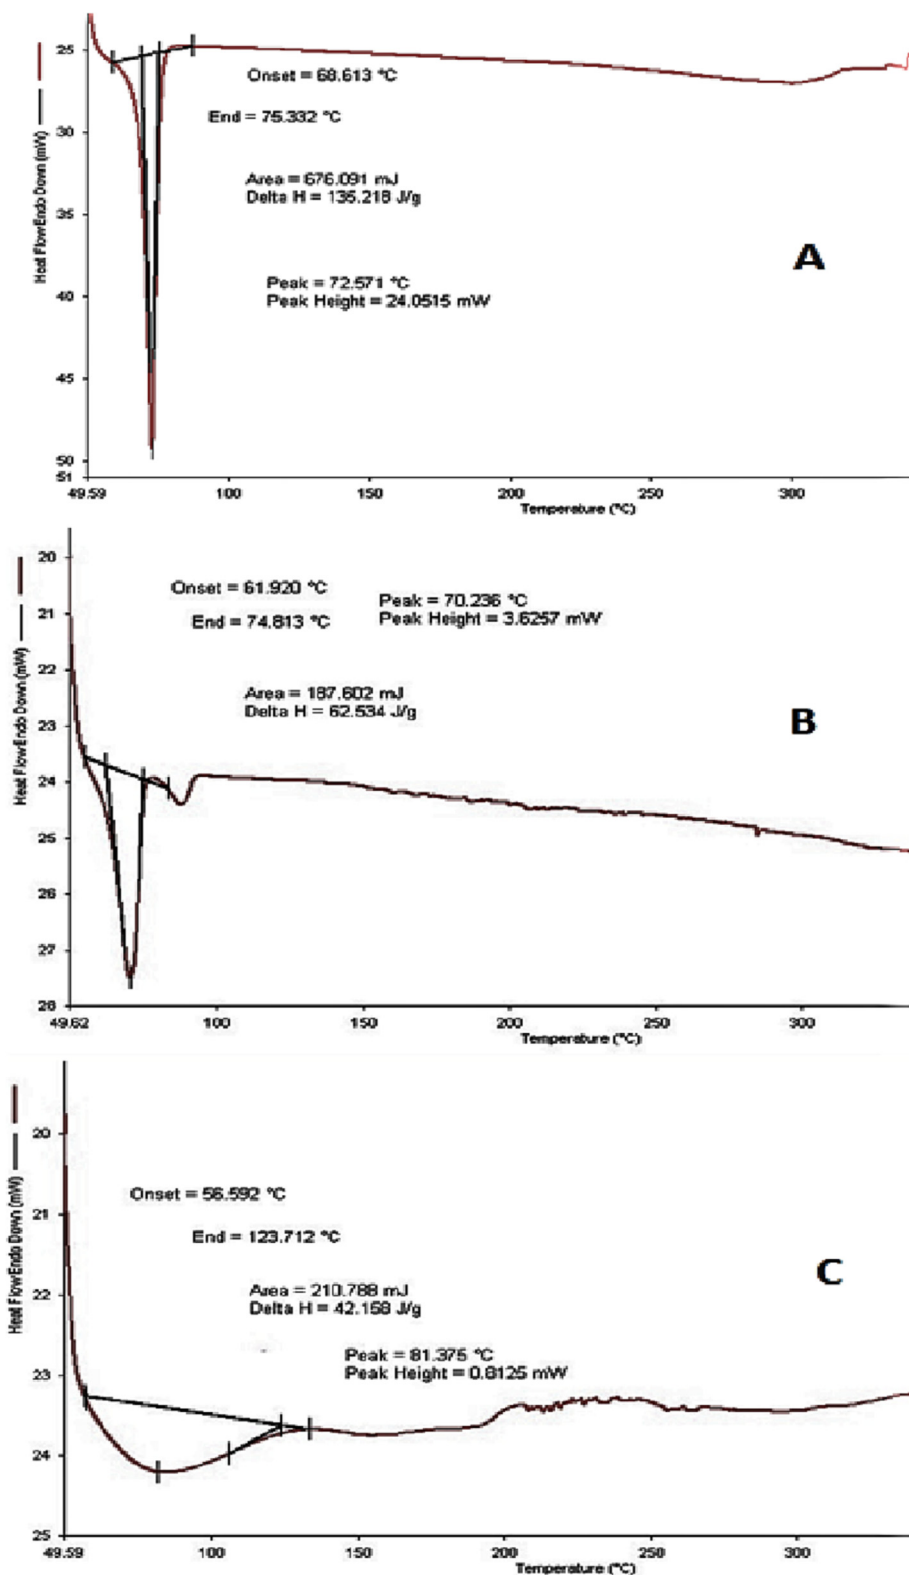 25
30
35
40
45
50
51
Heat Flow Endo Down (mW)
Onset = 68.613 °C
End = 75.332 °C
Area = 676.091 mJ
Delta H = 135.218 J/g
Peak = 72.571 °C
Peak Height = 24.0515 mW
A
49.59
100
150
200
250
300
Temperature (°C)
20
21
22
23
24
25
26
27
28
Heat Flow Endo Down (mW)
Onset = 61.920 °C
Peak = 70.236 °C
End = 74.813 °C
Peak Height = 3.6257 mW
Area = 187.602 mJ
Delta H = 62.534 J/g
B
49.62
100
150
200
250
300
Temperature (°C)
20
21
22
23
24
25
Heat Flow Endo Down (mW)
Onset = 56.592 °C
End = 123.712 °C
Area = 210.788 mJ
Delta H = 42.158 J/g
Peak = 81.375 °C
Peak Height = 0.8125 mW
C
49.59
100
150
200
250
300
Temperature (°C)